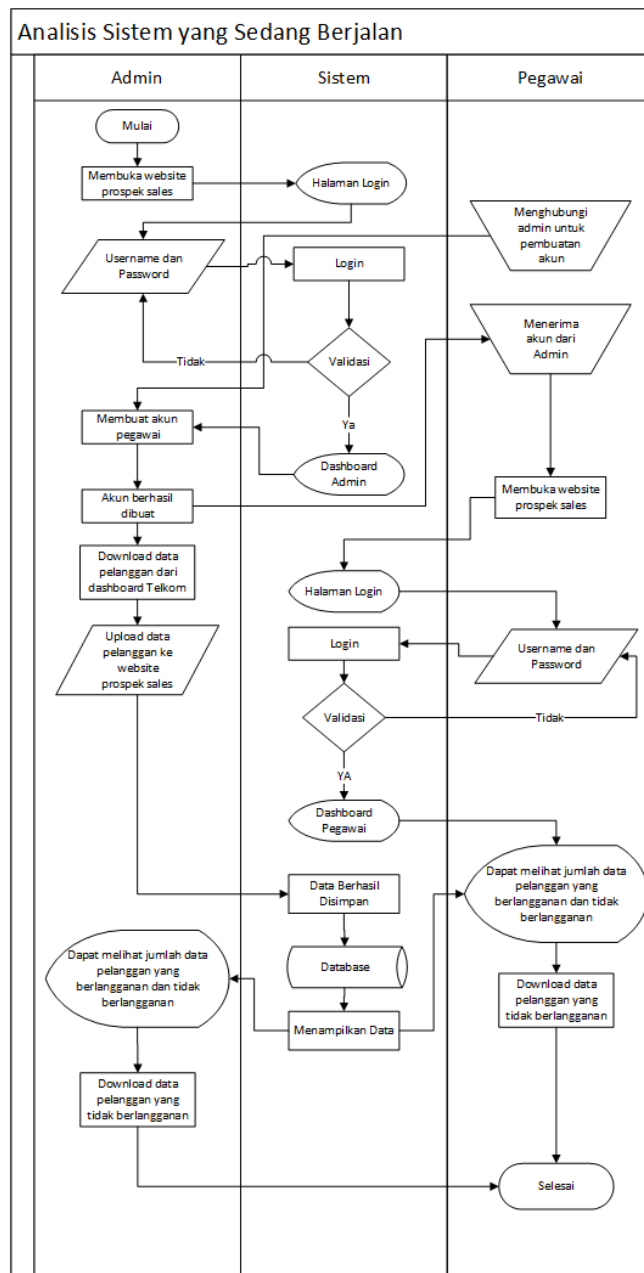 Analisis Sistem yang Sedang Berjalan
Admin
Sistem
Pegawai
Mulai
Membuka website
prospek sales
Halaman Login
Menghubungi
admin untuk
pembuatan
akun
Username dan
Password
Login
Menerima
akun dari
Admin
Tidak
Validasi
Ya
Membuat akun
pegawai
Dashboard
Admin
Akun berhasil
dibuat
Membuka website
prospek sales
Download data
pelanggan dari
dashboard Telkom
Halaman Login
Upload data
pelanggan ke
website
prospek sales
Login
Username dan
Password
Validasi
Tidak
YA
Dashboard
Pegawai
Dapat melihat jumlah data
pelanggan yang
berlangganan dan tidak
berlangganan
Data Berhasil
Disimpan
Dapat melihat jumlah data
pelanggan yang
berlangganan dan tidak
berlangganan
Database
Download data
pelanggan yang
tidak berlangganan
Menampilkan Data
Download data
pelanggan yang
tidak berlangganan
Selesai